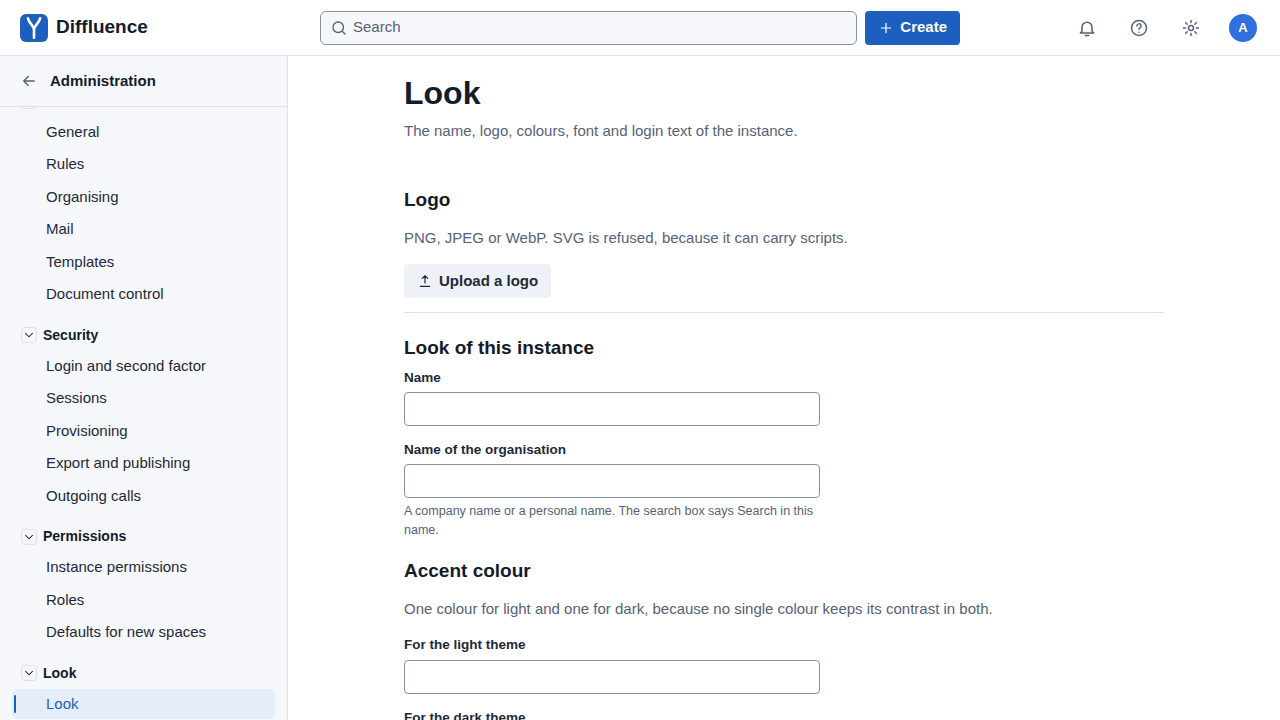 Diffluence
Search
Create
A
Administration
General
Rules
Organising
Mail
Templates
Document control
Security
Login and second factor
Sessions
Provisioning
Export and publishing
Outgoing calls
Permissions
Instance permissions
Roles
Defaults for new spaces
Look
Look
Look
The name, logo, colours, font and login text of the instance.
Logo
PNG, JPEG or WebP. SVG is refused, because it can carry scripts.
Upload a logo
Look of this instance
Name
Name of the organisation
A company name or a personal name. The search box says Search in this
name.
Accent colour
One colour for light and one for dark, because no single colour keeps its contrast in both.
For the light theme
For the dark theme